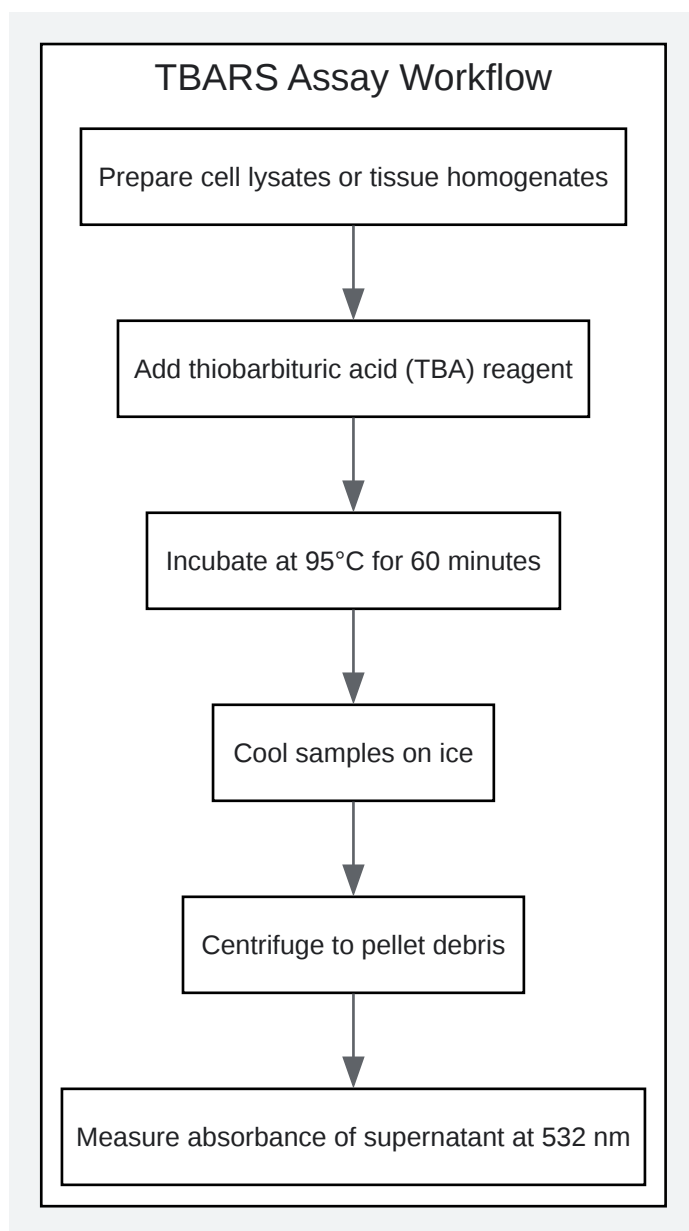 TBARS Assay Workflow
Prepare cell lysates or tissue homogenates
Add thiobarbituric acid (TBA) reagent
Incubate at 95°C for 60 minutes
Cool samples on ice
Centrifuge to pellet debris
Measure absorbance of supernatant at 532 nm